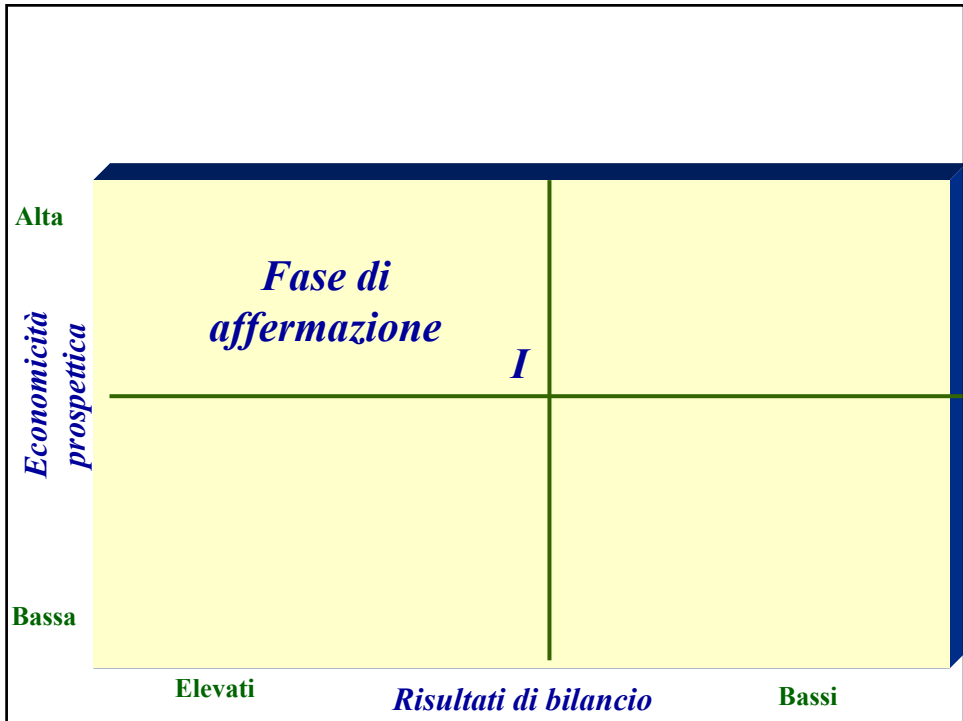 Alta
Fase di
affermazione
I
Economicità
prospettica
Bassa
Elevati
Risultati di bilancio
Bassi